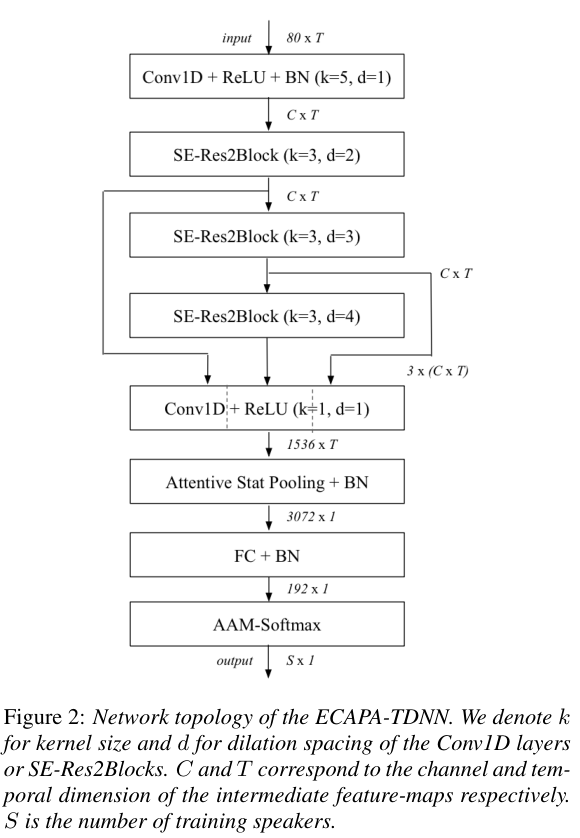 input 80 x T
Conv1D + ReLU + BN (k=5, d=1)
C x T
SE-Res2Block (k=3, d=2)
C x T
SE-Res2Block (k=3, d=3)
C x T
SE-Res2Block (k=3, d=4)
3 x (C x T)
Conv1D + ReLU (k=1, d=1)
1536 x T
Attentive Stat Pooling + BN
3072 x 1
FC + BN
192 x 1
AAM-Softmax
output S x 1
Figure 2: Network topology of the ECAPA-TDNN. We denote k
for kernel size and d for dilation spacing of the Conv1D layers
or SE-Res2Blocks. C and T correspond to the channel and tem-
poral dimension of the intermediate feature-maps respectively.
S is the number of training speakers.